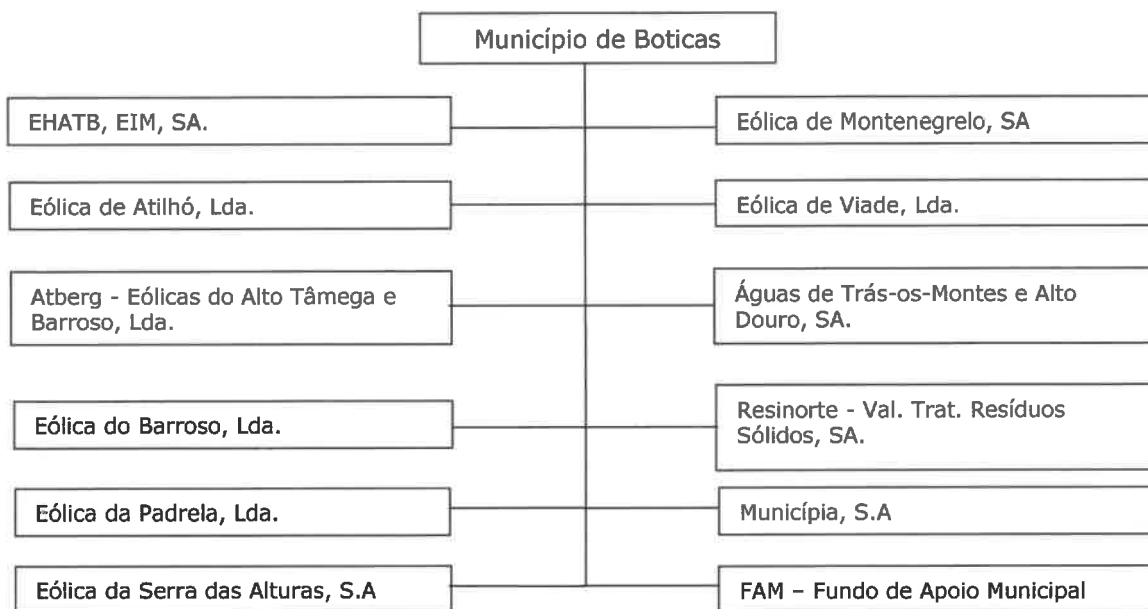 Município de Boticas
EHATB, EIM, SA.
Eólica de Montenegrelo, SA
Eólica de Atilhó, Lda.
Eólica de Viade, Lda.
Atberg - Eólicas do Alto Tâmega e
Barroso, Lda.
Águas de Trás-os-Montes e Alto
Douro, SA.
Eólica do Barroso, Lda.
Resinorte - Val. Trat. Resíduos
Sólidos, SA.
Eólica da Padrela, Lda.
Municípia, S.A
Eólica da Serra das Alturas, S.A
FAM – Fundo de Apoio Municipal